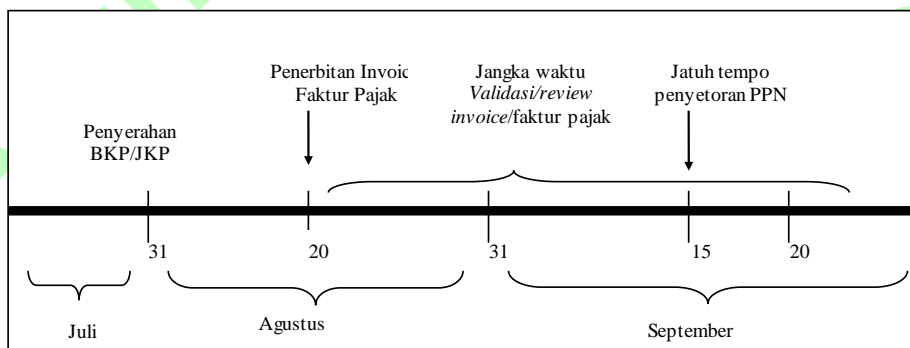 Penerbitan Invoic
Faktur Pajak
Jangka waktu
Validasi/review
invoice/faktur pajak
Jatuh tempo
penyetoran PPN
Penyerahan
BKP/JKP
31
20
31
15
20
Juli
Agustus
September